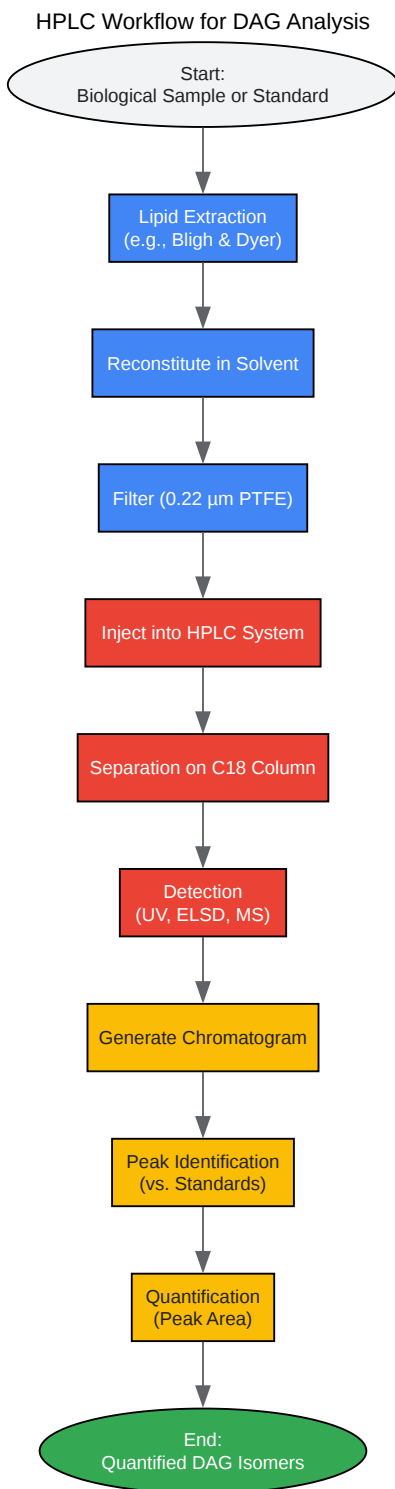 HPLC Workflow for DAG Analysis
Start:
Biological Sample or Standard
Lipid Extraction
(e.g., Bligh & Dyer)
Reconstitute in Solvent
Filter (0.22 µm PTFE)
Inject into HPLC System
Separation on C18 Column
Detection
(UV, ELSD, MS)
Generate Chromatogram
Peak Identification
(vs. Standards)
Quantification
(Peak Area)
End:
Quantified DAG Isomers